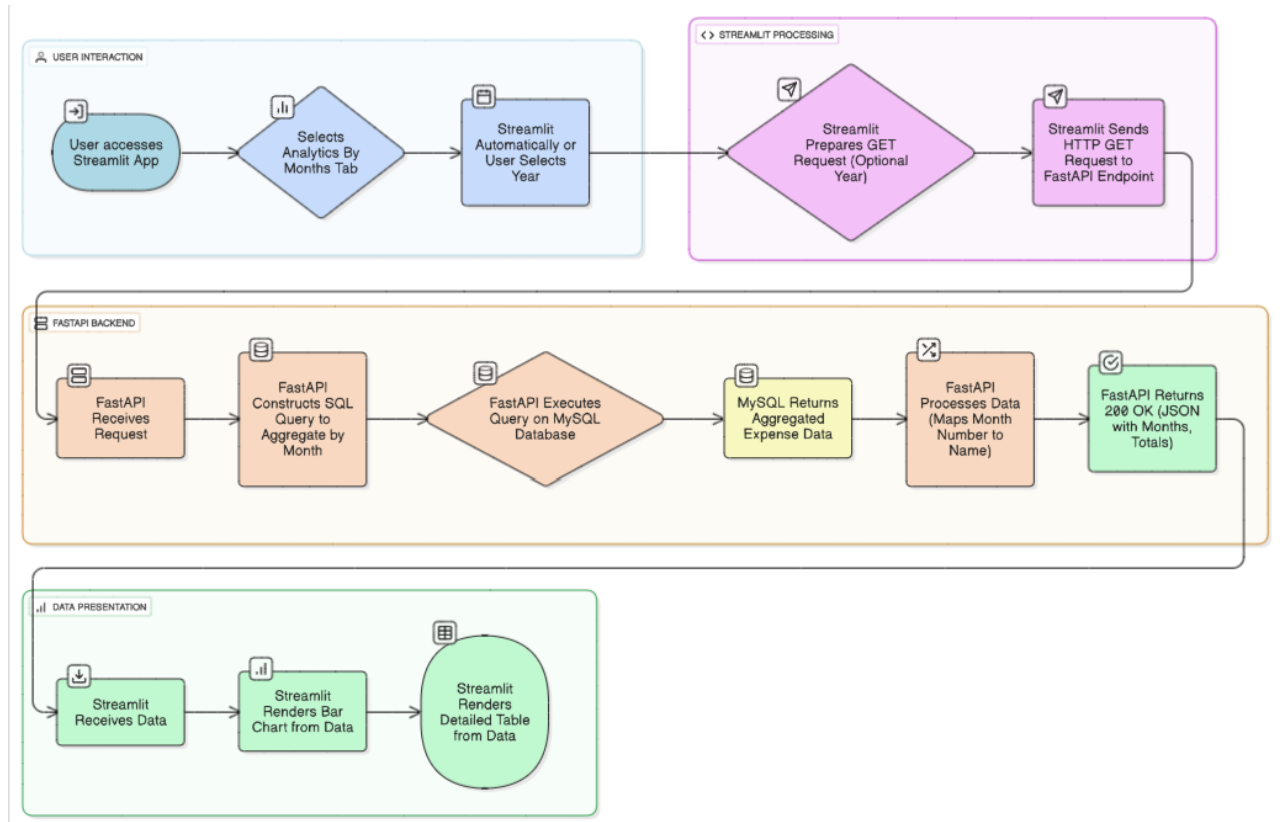 USER INTERACTION
User accesses
Streamlit App
Selects
Analytics By
Months Tab
Streamlit
Automatically or
User Selects
Year
STREAMLIT PROCESSING
Streamlit
Prepares GET
Request (Optional
Year)
Streamlit Sends
HTTP GET
Request to
FastAPI Endpoint
FASTAPI BACKEND
FastAPI
Receives
Request
FastAPI
Constructs SQL
Query to
Aggregate by
Month
FastAPI Executes
Query on MySQL
Database
MySQL Returns
Aggregated
Expense Data
FastAPI
Processes Data
(Maps Month
Number to
Name)
FastAPI Returns
200 OK (JSON
with Months,
Totals)
DATA PRESENTATION
Streamlit
Receives Data
Streamlit
Renders Bar
Chart from Data
Streamlit
Renders
Detailed Table
from Data